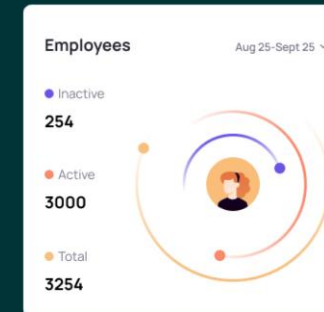 Employees
Aug 25-Sept 25
Inactive
254
Active
3000
Total
3254